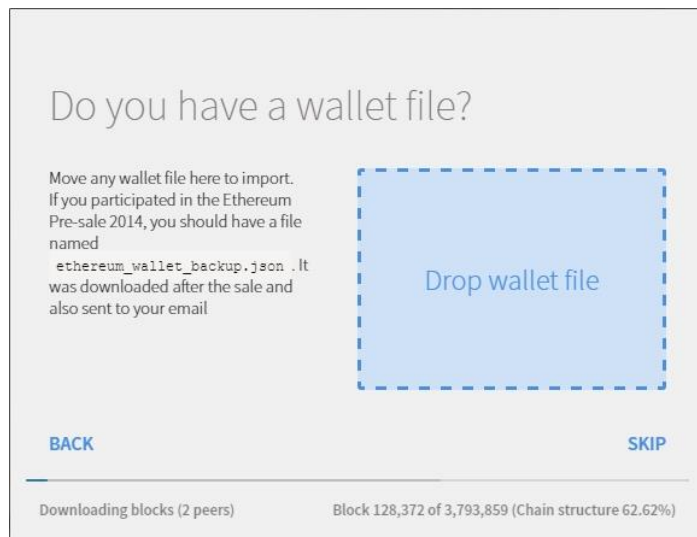 Do you have a wallet file?
Move any wallet file here to import.
If you participated in the Ethereum
Pre-sale 2014, you should have a file
named
ethereum_wallet_backup.json . It
was downloaded after the sale and
also sent to your email
Drop wallet file
BACK
SKIP
Downloading blocks (2 peers)
Block 128,372 of 3,793,859 (Chain structure 62.62%)